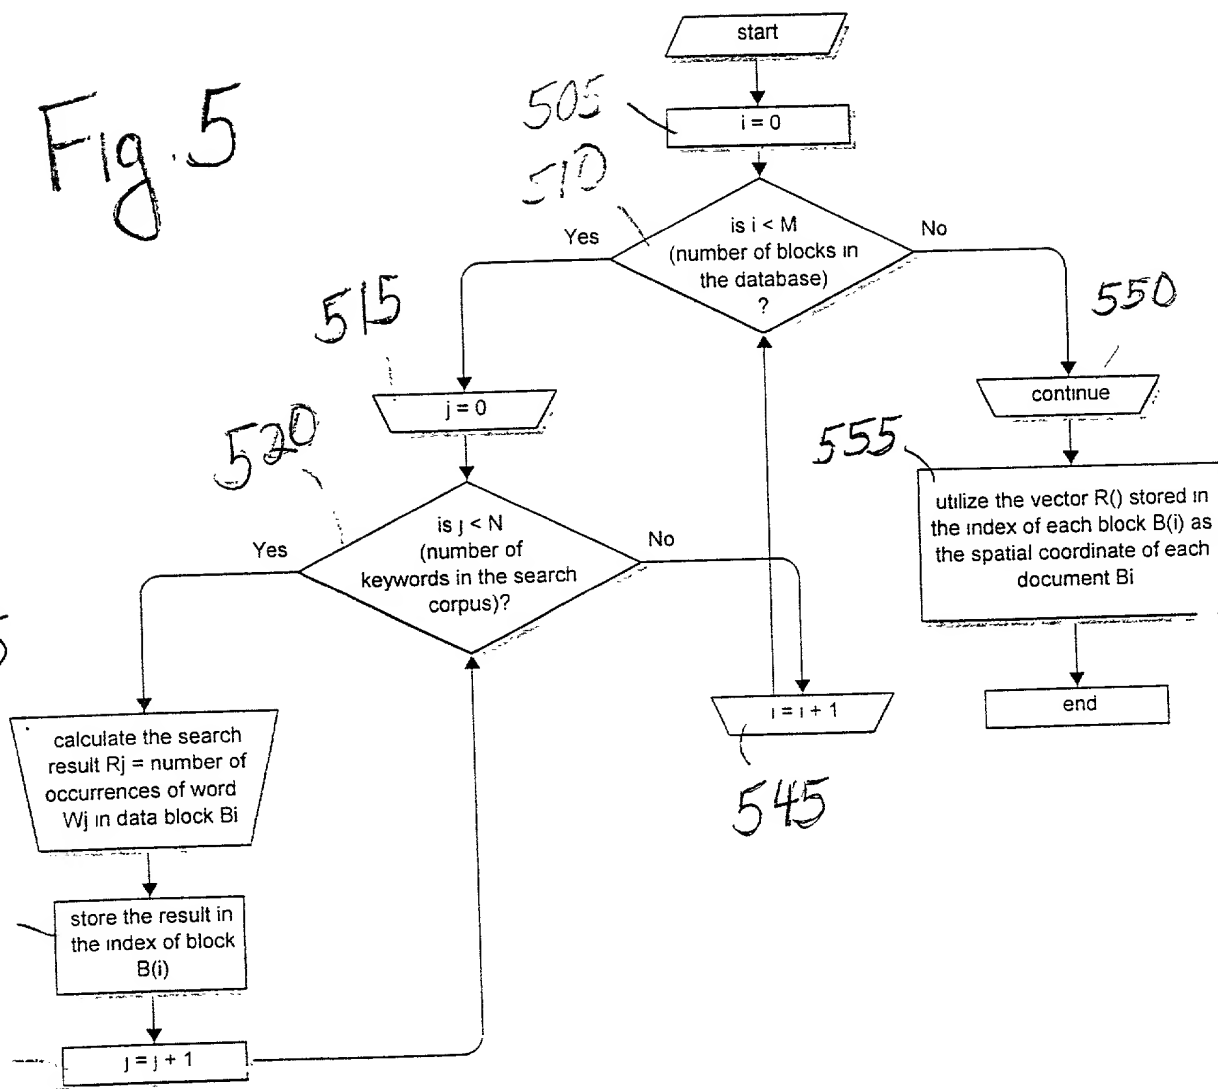 start
Fig. 5
505
i = 0
510
is i < M
(number of blocks in
the database)
?
Yes
No
515
j = 0
550
continue
520
is j < N
(number of
keywords in the search
corpus)?
Yes
No
555
utilize the vector R() stored in
the index of each block B(i) as
the spatial coordinate of each
document Bi
end
i = i + 1
545
5
calculate the search
result Rj = number of
occurrences of word
Wj in data block Bi
store the result in
the index of block
B(i)
j = j + 1